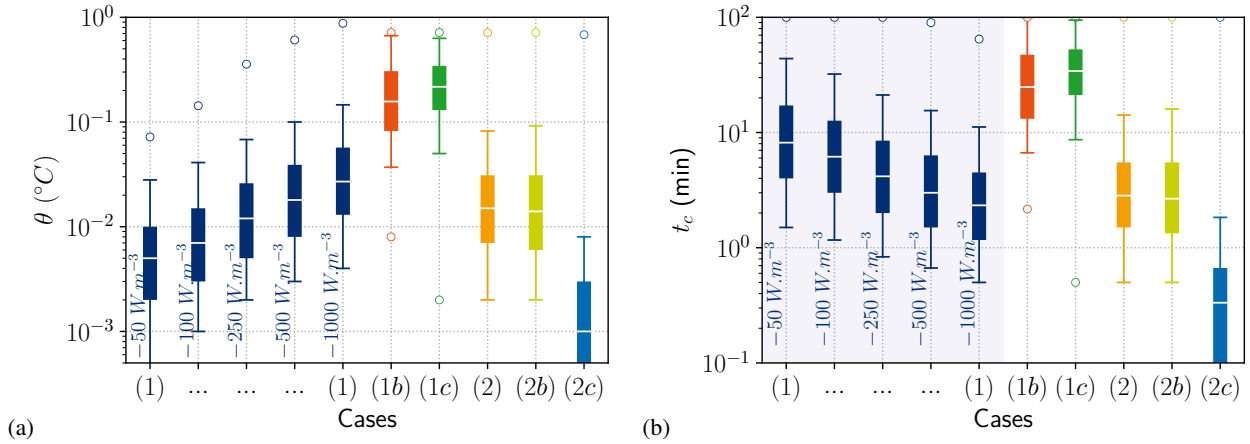 10^0
10^{-1}
10^{-2}
10^{-3}
θ (°C)
−50 W.m^{-3}
−100 W.m^{-3}
−250 W.m^{-3}
−500 W.m^{-3}
−1000 W.m^{-3}
(1) ... ... ... (1) (1b) (1c) (2) (2b) (2c)
Cases
(a)
10^2
10^1
10^0
10^{-1}
t_c (min)
−50 W.m^{-3}
−100 W.m^{-3}
−250 W.m^{-3}
−500 W.m^{-3}
−1000 W.m^{-3}
(1) ... ... ... (1) (1b) (1c) (2) (2b) (2c)
Cases
(b)